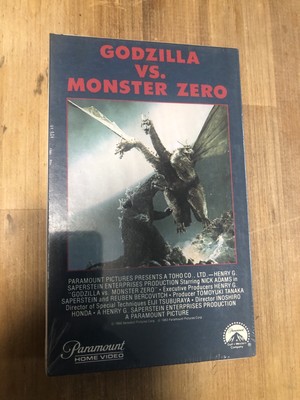 GODZILLA
VS.
MONSTER ZERO
PARAMOUNT PICTURES PRESENTS A TOHO CO., LTD. — HENRY G.
SAPERSTEIN ENTERPRISES PRODUCTION Starring NICK ADAMS in
"GODZILLA vs. MONSTER ZERO" • Executive Producers HENRY G.
SAPERSTEIN and REUBEN BERCOVITCH • Producer TOMOYUKI TANAKA
Director of Special Techniques EIJI TSUBURAYA • Director INOSHIRO
HONDA • A HENRY G. SAPERSTEIN ENTERPRISES PRODUCTION
A PARAMOUNT PICTURE
Paramount
HOME VIDEO